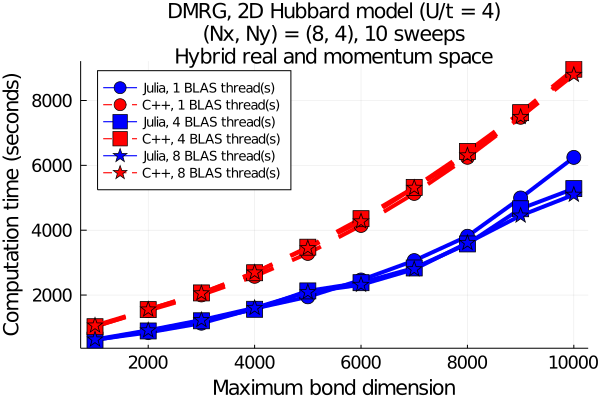 DMRG, 2D Hubbard model (U/t = 4)
(Nx, Ny) = (8, 4), 10 sweeps
Hybrid real and momentum space
Computation time (seconds)
8000
6000
4000
2000
Julia, 1 BLAS thread(s)
C++, 1 BLAS thread(s)
Julia, 4 BLAS thread(s)
C++, 4 BLAS thread(s)
Julia, 8 BLAS thread(s)
C++, 8 BLAS thread(s)
2000 4000 6000 8000 10000
Maximum bond dimension